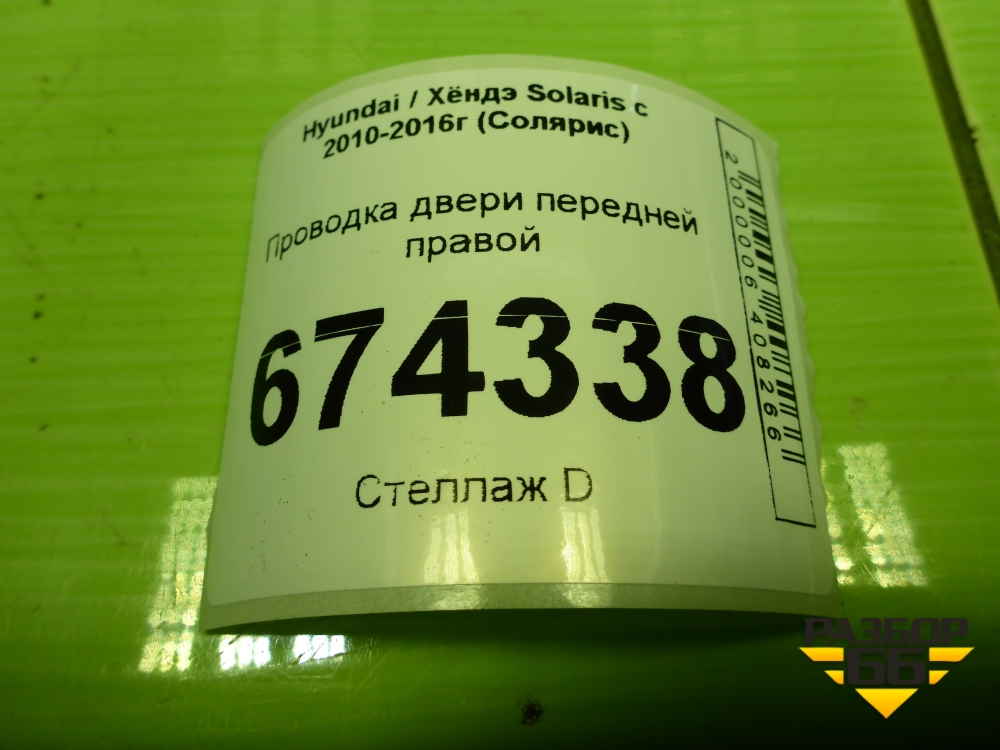 Hyundai / Хёндэ Solaris с
2010-2016г (Солярис)
Проводка двери передней
правой
674338
Стеллаж D
2000006408266
РАЗБОР
66